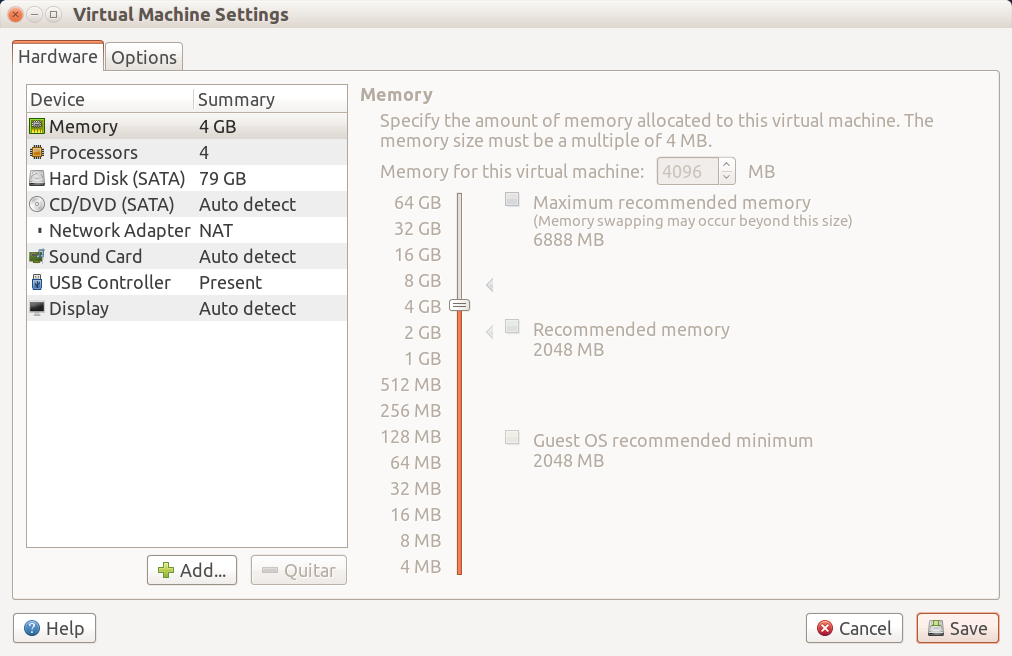 Virtual Machine Settings
Hardware Options
Device Summary
Memory 4 GB
Processors 4
Hard Disk (SATA) 79 GB
CD/DVD (SATA) Auto detect
Network Adapter NAT
Sound Card Auto detect
USB Controller Present
Display Auto detect
Add...
Quitar
Memory
Specify the amount of memory allocated to this virtual machine. The
memory size must be a multiple of 4 MB.
Memory for this virtual machine: 4096 MB
64 GB
32 GB
16 GB
8 GB
4 GB
2 GB
1 GB
512 MB
256 MB
128 MB
64 MB
32 MB
16 MB
8 MB
4 MB
Maximum recommended memory
(Memory swapping may occur beyond this size)
6888 MB
Recommended memory
2048 MB
Guest OS recommended minimum
2048 MB
Help
Cancel
Save